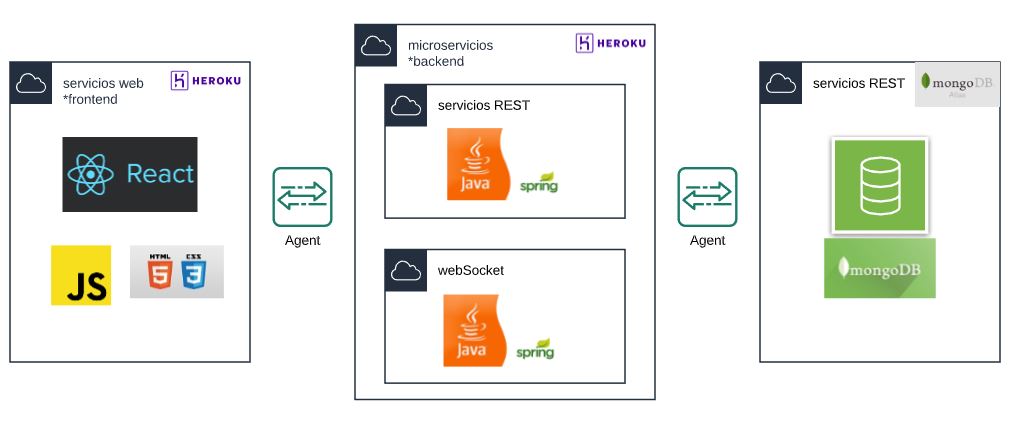 servicios web
*frontend
HEROKU
React
JS
HTML
5
CSS
3
Agent
microservicios
*backend
HEROKU
servicios REST
Java
spring
webSocket
Java
spring
Agent
servicios REST
mongoDB
Atlas
mongoDB